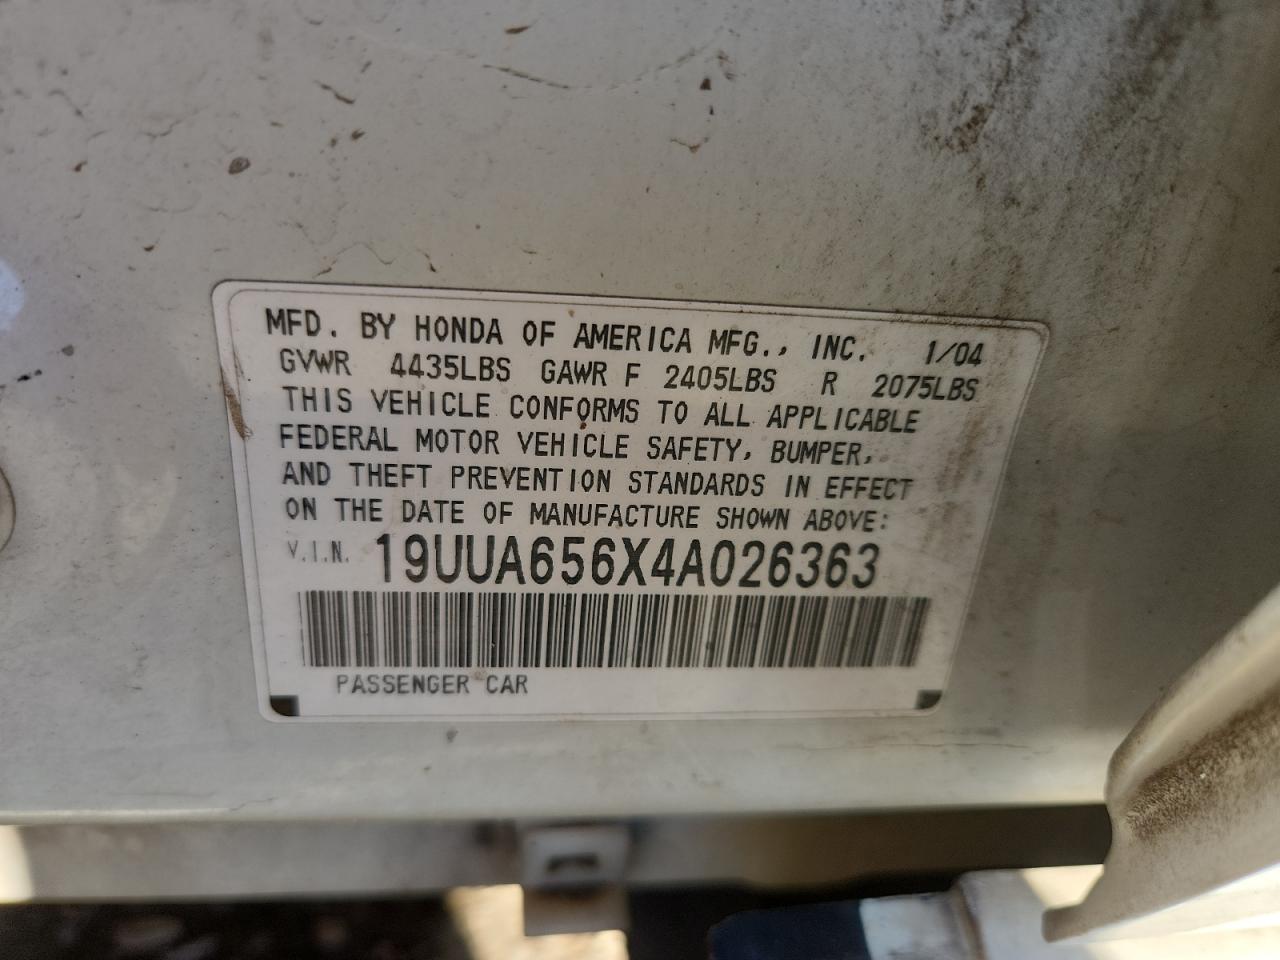 MFD. BY HONDA OF AMERICA MFG., INC. 1/04
GVWR 4435LBS GAWR F 2405LBS R 2075LBS
THIS VEHICLE CONFORMS TO ALL APPLICABLE
FEDERAL MOTOR VEHICLE SAFETY, BUMPER,
AND THEFT PREVENTION STANDARDS IN EFFECT
ON THE DATE OF MANUFACTURE SHOWN ABOVE:
V.I.N. 19UUA656X4A026363
PASSENGER CAR